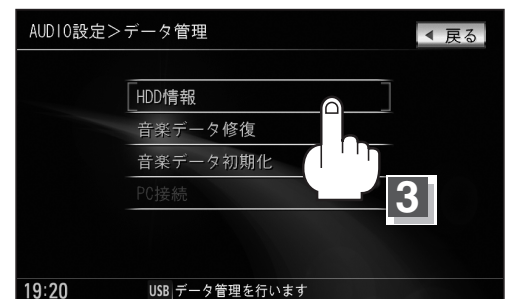 AUDIO設定＞データ管理
◀ 戻る
HDD情報
音楽データ修復
音楽データ初期化
PC接続
3
19:20 USB データ管理を行います